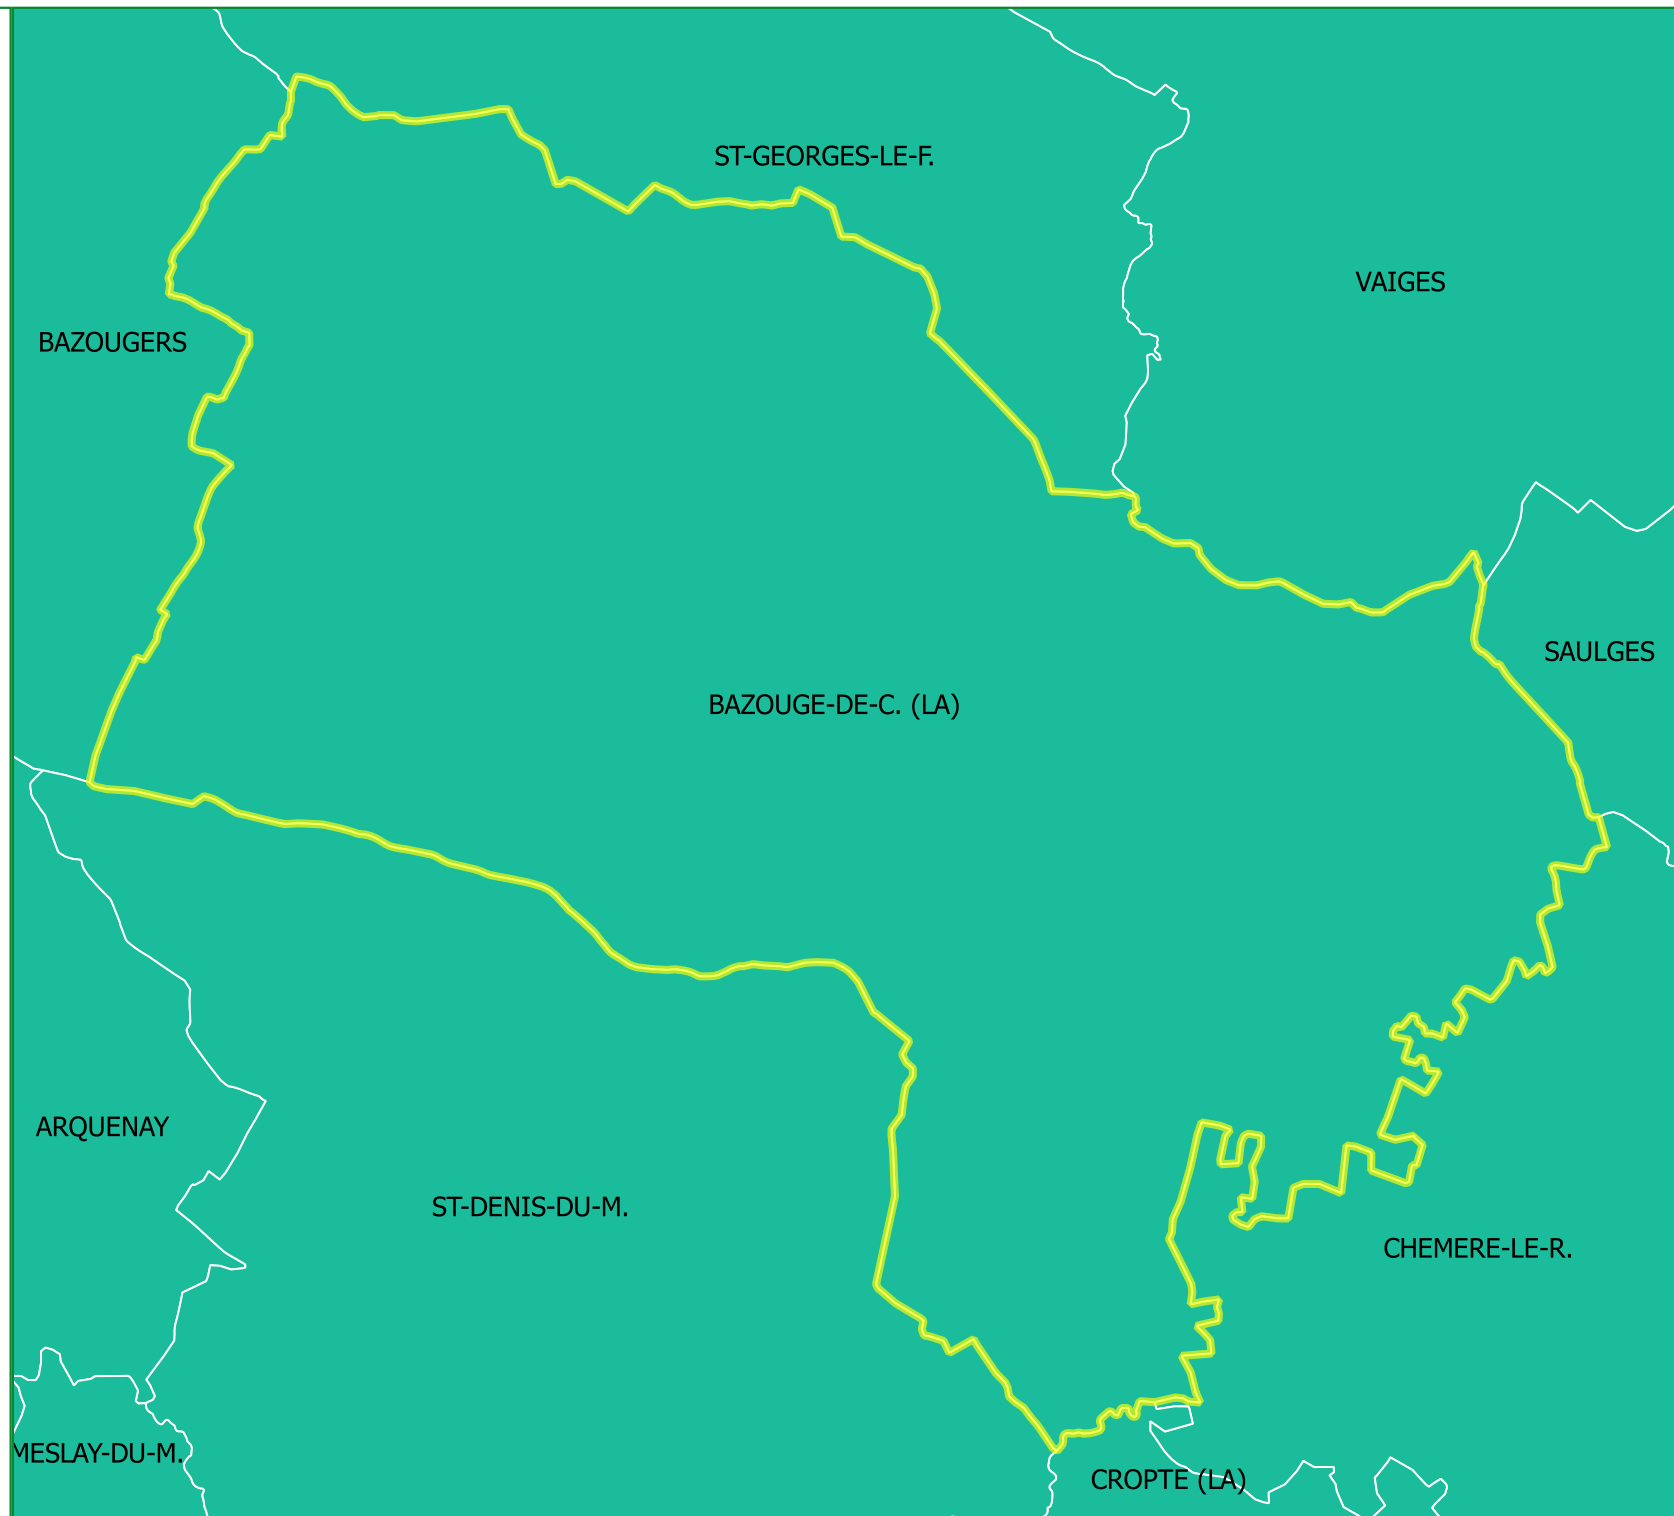 ST-GEORGES-LE-F.
VAIGES
BAZOUGERS
SAULGES
BAZOUGE-DE-C. (LA)
ARQUENAY
ST-DENIS-DU-M.
CHEMERE-LE-R.
MESLAY-DU-M.
CROPTE (LA)